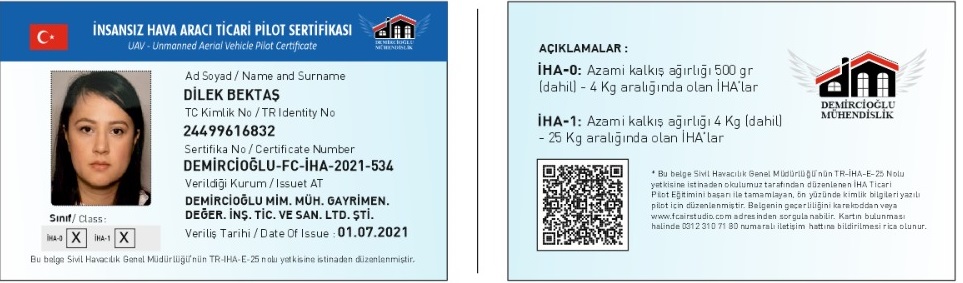 İNSANSIZ HAVA ARACI TİCARİ PİLOT SERTİFİKASI
UAV - Unmanned Aerial Vehicle Pilot Certificate
DEMİRCİOĞLU
MÜHENDİSLİK
Ad Soyad / Name and Surname
DİLEK BEKTAŞ
TC Kimlik No / TR Identity No
24499616832
Sertifika No / Certificate Number
DEMİRCİOĞLU-FC-İHA-2021-534
Verildiği Kurum / Issuet AT
DEMİRCİOĞLU MİM. MÜH. GAYRİMEN.
DEĞER. İNŞ. TİC. VE SAN. LTD. ŞTİ.
Veriliş Tarihi / Date Of Issue : 01.07.2021
Sınıf / Class :
İHA-0 X İHA-1 X
Bu belge Sivil Havacılık Genel Müdürlüğü'nün TR-IHA-E-25 nolu yetkisine istinaden düzenlenmiştir.
AÇIKLAMALAR :
İHA-0: Azami kalkış ağırlığı 500 gr
(dahil) - 4 Kg aralığında olan İHA'lar
İHA-1: Azami kalkış ağırlığı 4 Kg (dahil)
- 25 Kg aralığında olan İHA'lar
DEMİRCİOĞLU
MÜHENDİSLİK
* Bu belge Sivil Havacılık Genel Müdürlüğü'nün TR-İHA-E-25 Nolu
yetkisine istinaden okulumuz tarafından düzenlenen İHA Ticari
Pilot Eğitimini başarı ile tamamlayan, ön yüzünde kimlik bilgileri yazılı
pilot için düzenlenmiştir. Belgenin geçerliliğini karekoddan veya
www.fcairstudio.com adresinden sorgulanabilir. Kartın bulunması
halinde 0312 310 71 80 numaralı iletişim hattına bildirilmesi rica olunur.